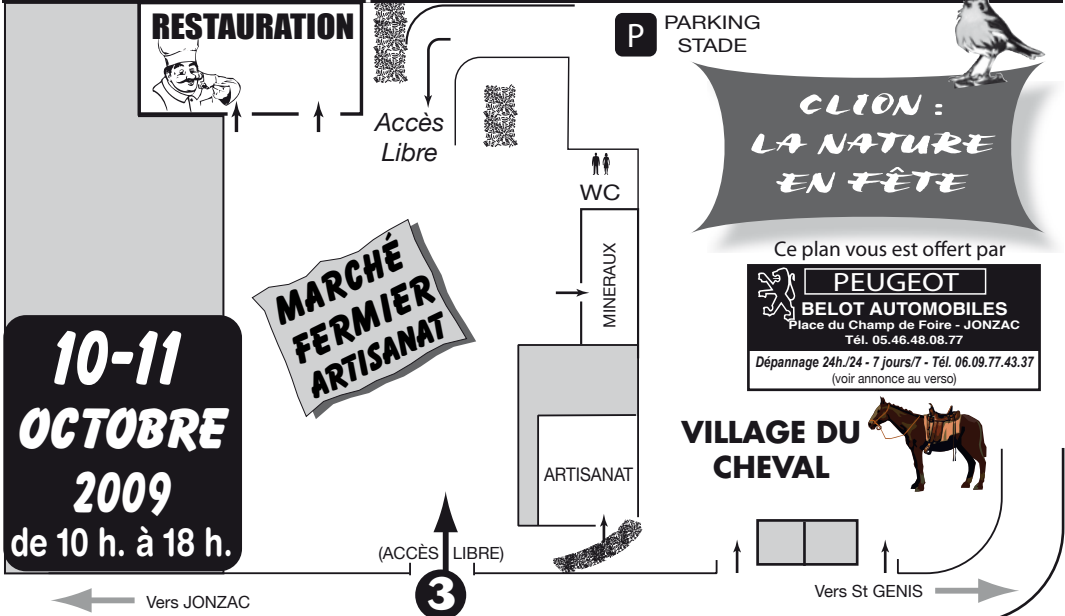 RESTAURATION
P
PARKING
STADE
Accès
Libre
CLION :
LA NATURE
EN FÊTE
WC
MINERAUX
Ce plan vous est offert par
PEUGEOT
BELOT AUTOMOBILES
Place du Champ de Foire - JONZAC
Tél. 05.46.48.08.77
Dépannage 24h./24 - 7 jours/7 - Tél. 06.09.77.43.37
(voir annonce au verso)
MARCHÉ
FERMIER
ARTISANAT
10-11
OCTOBRE
2009
de 10 h. à 18 h.
VILLAGE DU
CHEVAL
ARTISANAT
(ACCÈS LIBRE)
3
Vers JONZAC
Vers St GENIS